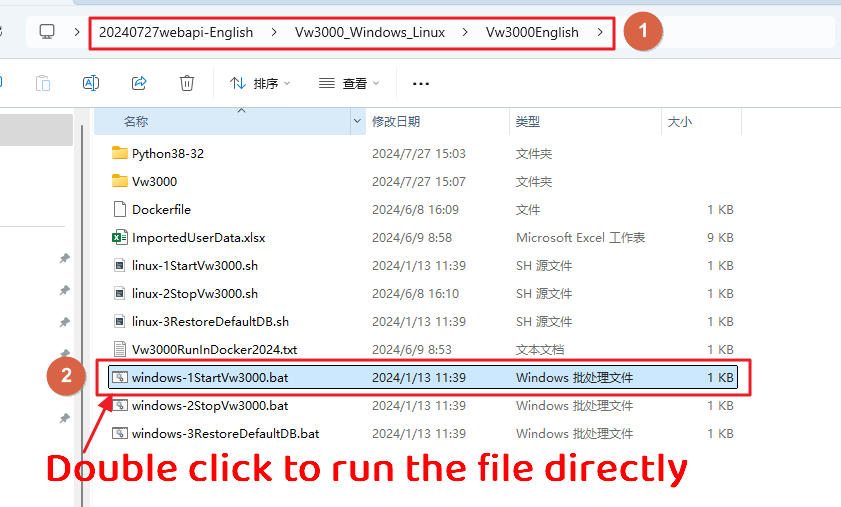 20240727webapi-English > Vw3000_Windows_Linux > Vw3000English > 1
排序 查看 ...
名称 修改日期 类型 大小
Python38-32 2024/7/27 15:03 文件夹
Vw3000 2024/7/27 15:07 文件夹
Dockerfile 2024/6/8 16:09 文件 1 KB
ImportedUserData.xlsx 2024/6/9 8:58 Microsoft Excel 工作表 9 KB
linux-1StartVw3000.sh 2024/1/13 11:39 SH 源文件 1 KB
linux-2StopVw3000.sh 2024/6/8 16:10 SH 源文件 1 KB
linux-3RestoreDefaultDB.sh 2024/1/13 11:39 SH 源文件 1 KB
Vw3000RunInDocker2024.txt 2024/6/9 8:53 文本文档 1 KB
2 windows-1StartVw3000.bat 2024/1/13 11:39 Windows 批处理文件 1 KB
windows-2StopVw3000.bat 2024/1/13 11:39 Windows 批处理文件 1 KB
windows-3RestoreDefaultDB.bat 2024/1/13 11:39 Windows 批处理文件 1 KB
Double click to run the file directly